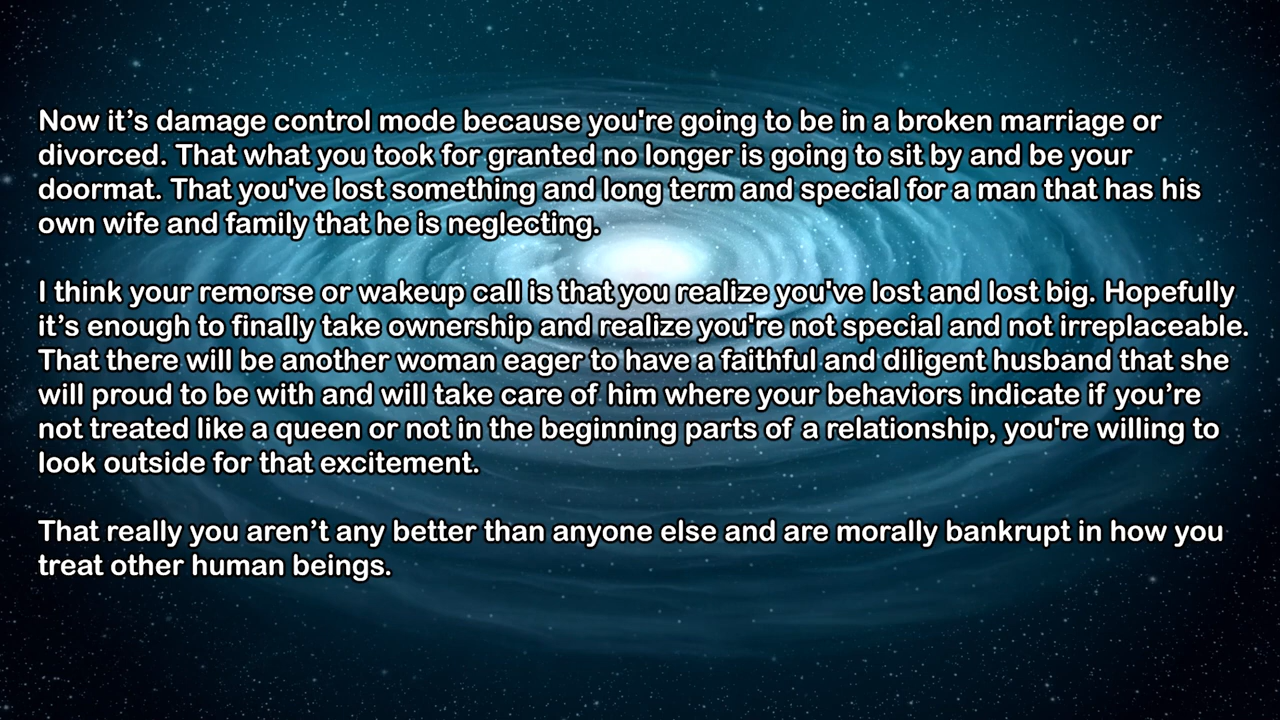 Now it’s damage control mode because you're going to be in a broken marriage or
divorced. That what you took for granted no longer is going to sit by and be your
doormat. That you've lost something and long term and special for a man that has his
own wife and family that he is neglecting.
I think your remorse or wakeup call is that you realize you've lost and lost big. Hopefully
it’s enough to finally take ownership and realize you're not special and not irreplaceable.
That there will be another woman eager to have a faithful and diligent husband that she
will proud to be with and will take care of him where your behaviors indicate if you’re
not treated like a queen or not in the beginning parts of a relationship, you're willing to
look outside for that excitement.
That really you aren’t any better than anyone else and are morally bankrupt in how you
treat other human beings.